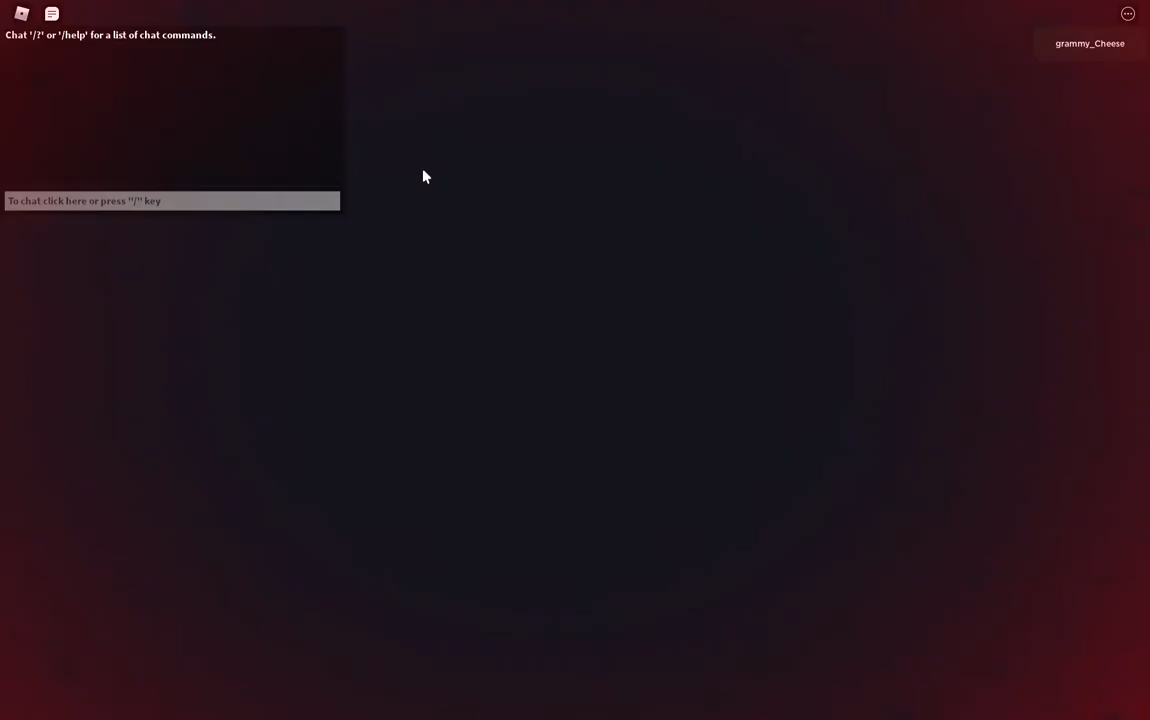 Chat '/?' or '/help' for a list of chat commands.
grammy_Cheese
To chat click here or press "/" key